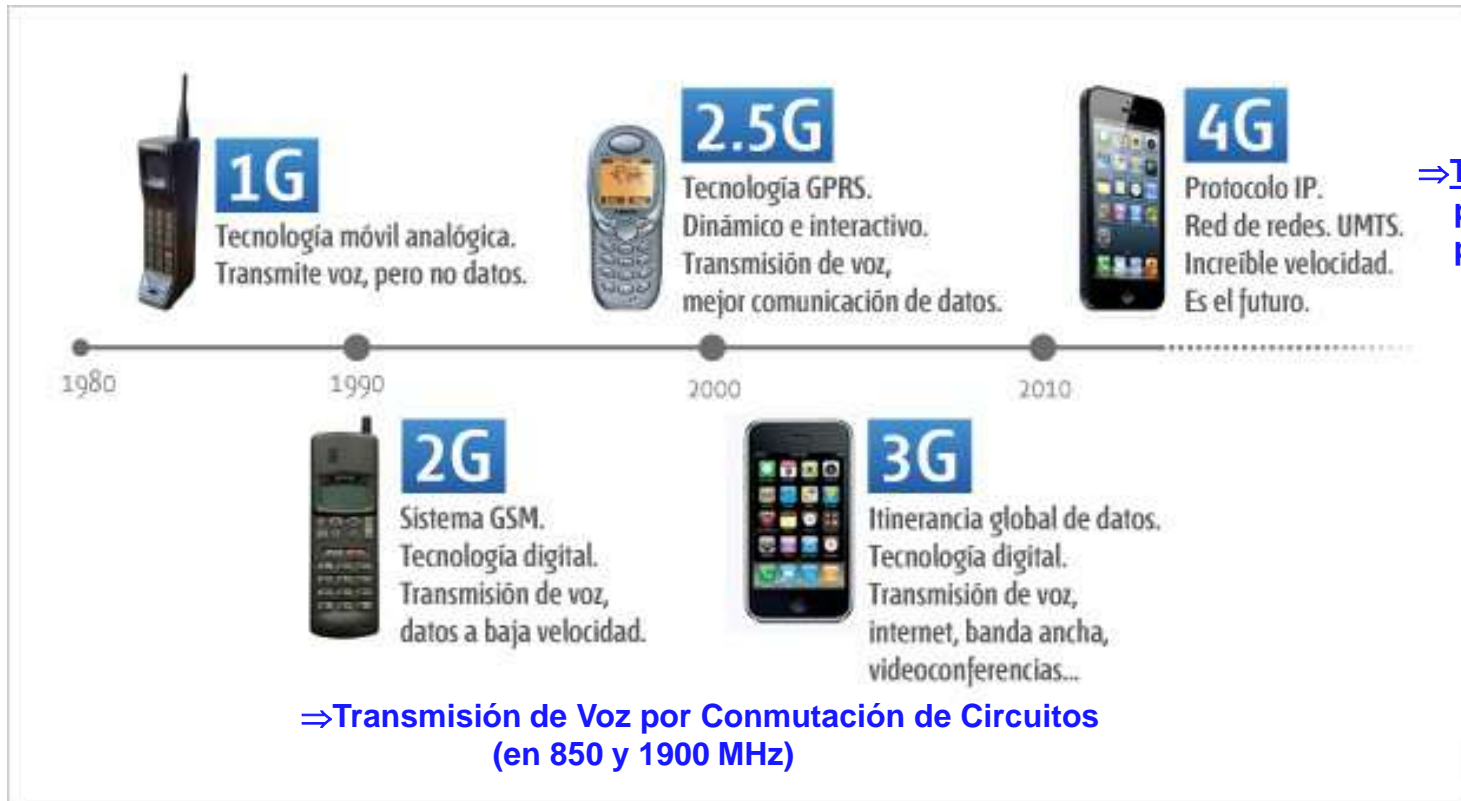 1G
Tecnología móvil analógica.
Transmite voz, pero no datos.
2.5G
Tecnología GPRS.
Dinámico e interactivo.
Transmisión de voz,
mejor comunicación de datos.
4G
Protocolo IP.
Red de redes. UMTS.
Increíble velocidad.
Es el futuro.
⇒
1980
1990
2000
2010
2G
Sistema GSM.
Tecnología digital.
Transmisión de voz,
datos a baja velocidad.
3G
Itinerancia global de datos.
Tecnología digital.
Transmisión de voz,
internet, banda ancha,
videoconferencias...
⇒Transmisión de Voz por Conmutación de Circuitos
(en 850 y 1900 MHz)